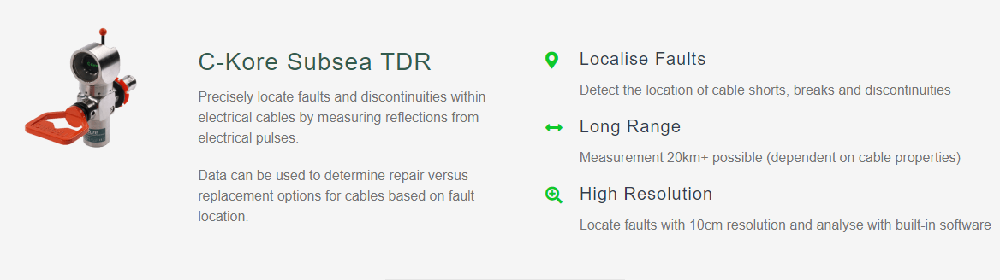 C-Kore Subsea TDR
Precisely locate faults and discontinuities within
electrical cables by measuring reflections from
electrical pulses.
Data can be used to determine repair versus
replacement options for cables based on fault
location.
Localise Faults
Detect the location of cable shorts, breaks and discontinuities
Long Range
Measurement 20km+ possible (dependent on cable properties)
High Resolution
Locate faults with 10cm resolution and analyse with built-in software